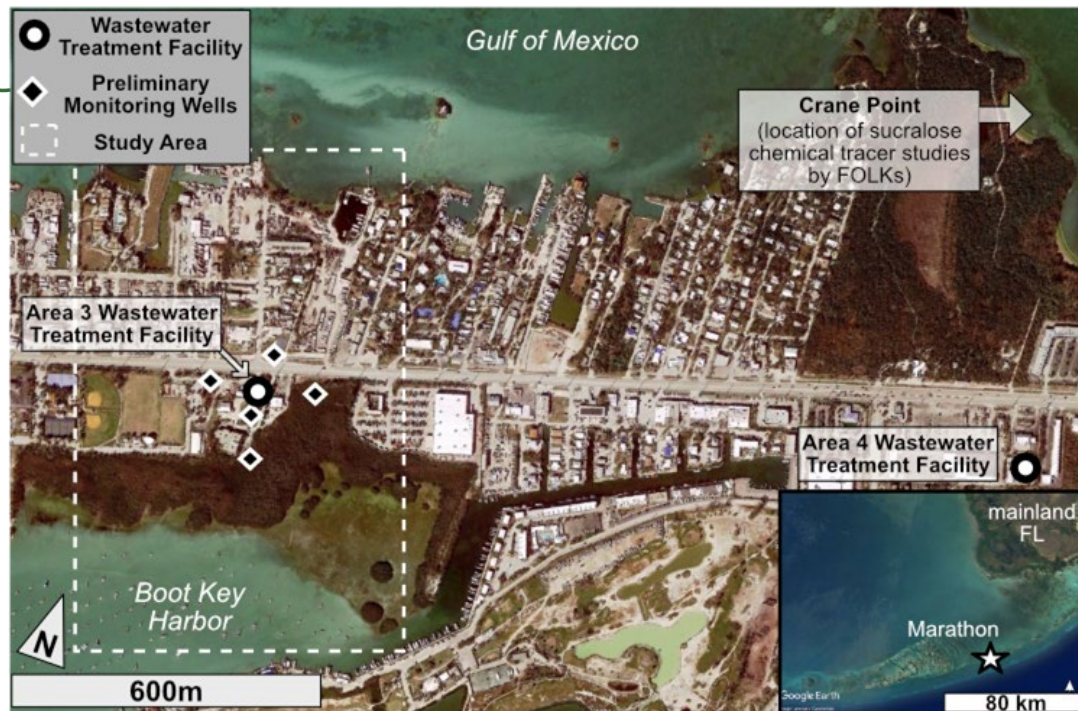 Wastewater
Treatment Facility
Preliminary
Monitoring Wells
Study Area
Gulf of Mexico
Crane Point
(location of sucralose
chemical tracer studies
by FOLKs)
Area 3 Wastewater
Treatment Facility
Area 4 Wastewater
Treatment Facility
Boot Key
Harbor
N
600m
mainland
FL
Marathon
Google Earth
80 km